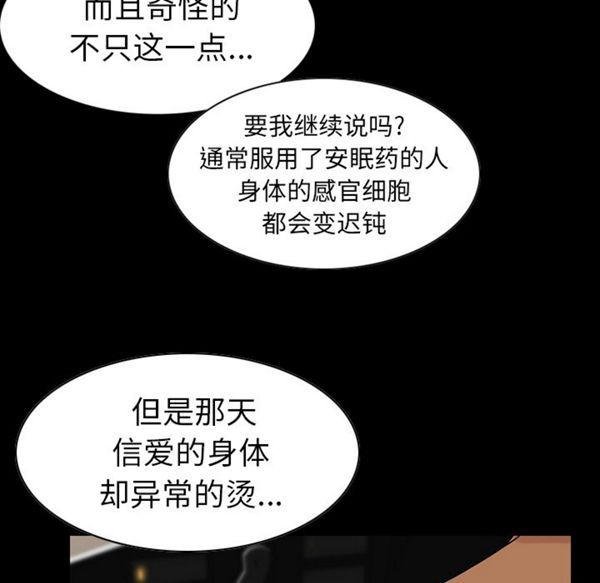 而且奇怪的
不只这一点...
要我继续说吗?
通常服用了安眠药的人
身体的感官细胞
都会变迟钝
但是那天
信爱的身体
却异常的烫...